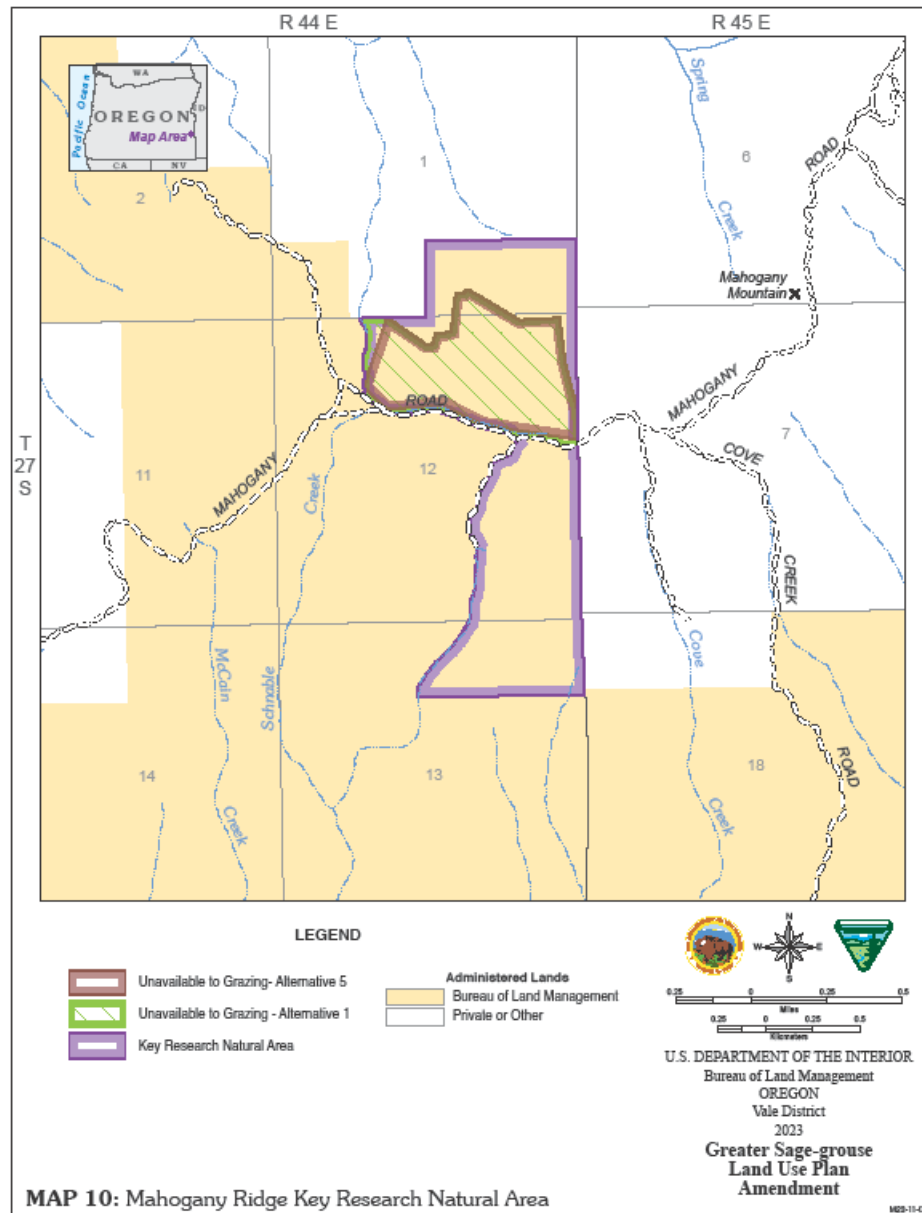 R 44 E
R 45 E
WA
Pacific Ocean
OREGON
ID
Map Area
CA
NV
Spring
Creek
1
6
2
ROAD
Mahogany
Mountain
MAHOGANY
ROAD
T
27
S
11
12
7
COVE
MAHOGANY
Creek
CREEK
McCain
Schnable
Cove
ROAD
14
13
18
Creek
Creek
LEGEND
Unavailable to Grazing- Alternative 5
Unavailable to Grazing - Alternative 1
Key Research Natural Area
Administered Lands
Bureau of Land Management
Private or Other
N
W
E
S
0.25 0 0.25 0.5
Miles
0.25 0 0.25 0.5
Kilometers
U.S. DEPARTMENT OF THE INTERIOR
Bureau of Land Management
OREGON
Vale District
2023
Greater Sage-grouse
Land Use Plan
Amendment
MAP 10: Mahogany Ridge Key Research Natural Area